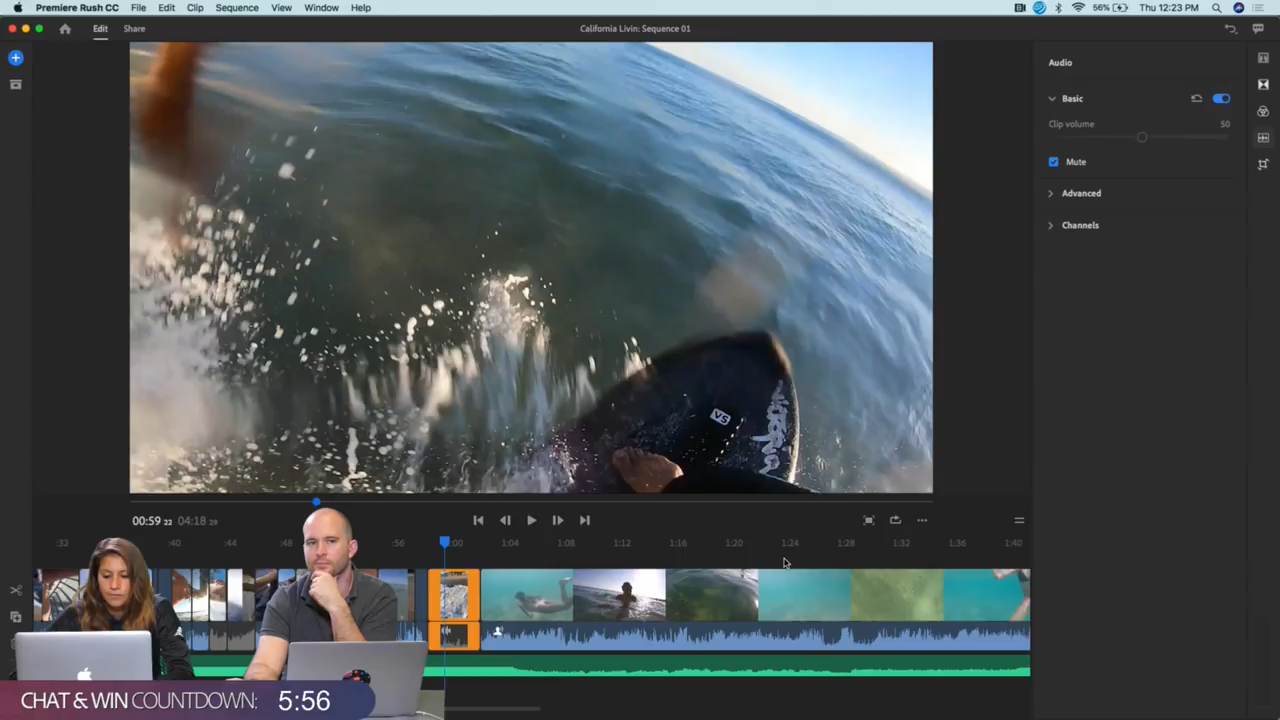 Premiere Rush CC File Edit Clip Sequence View Window Help 56% Thu 12:23 PM
Edit Share California Livin: Sequence 01
Audio
Basic
Clip volume 50
Mute
Advanced
Channels
VS
00:59 22 04:18 29
:32 :40 :44 :48 :56 1:00 1:04 1:08 1:12 1:16 1:20 1:24 1:28 1:32 1:36 1:40
CHAT & WIN COUNTDOWN: 5:56